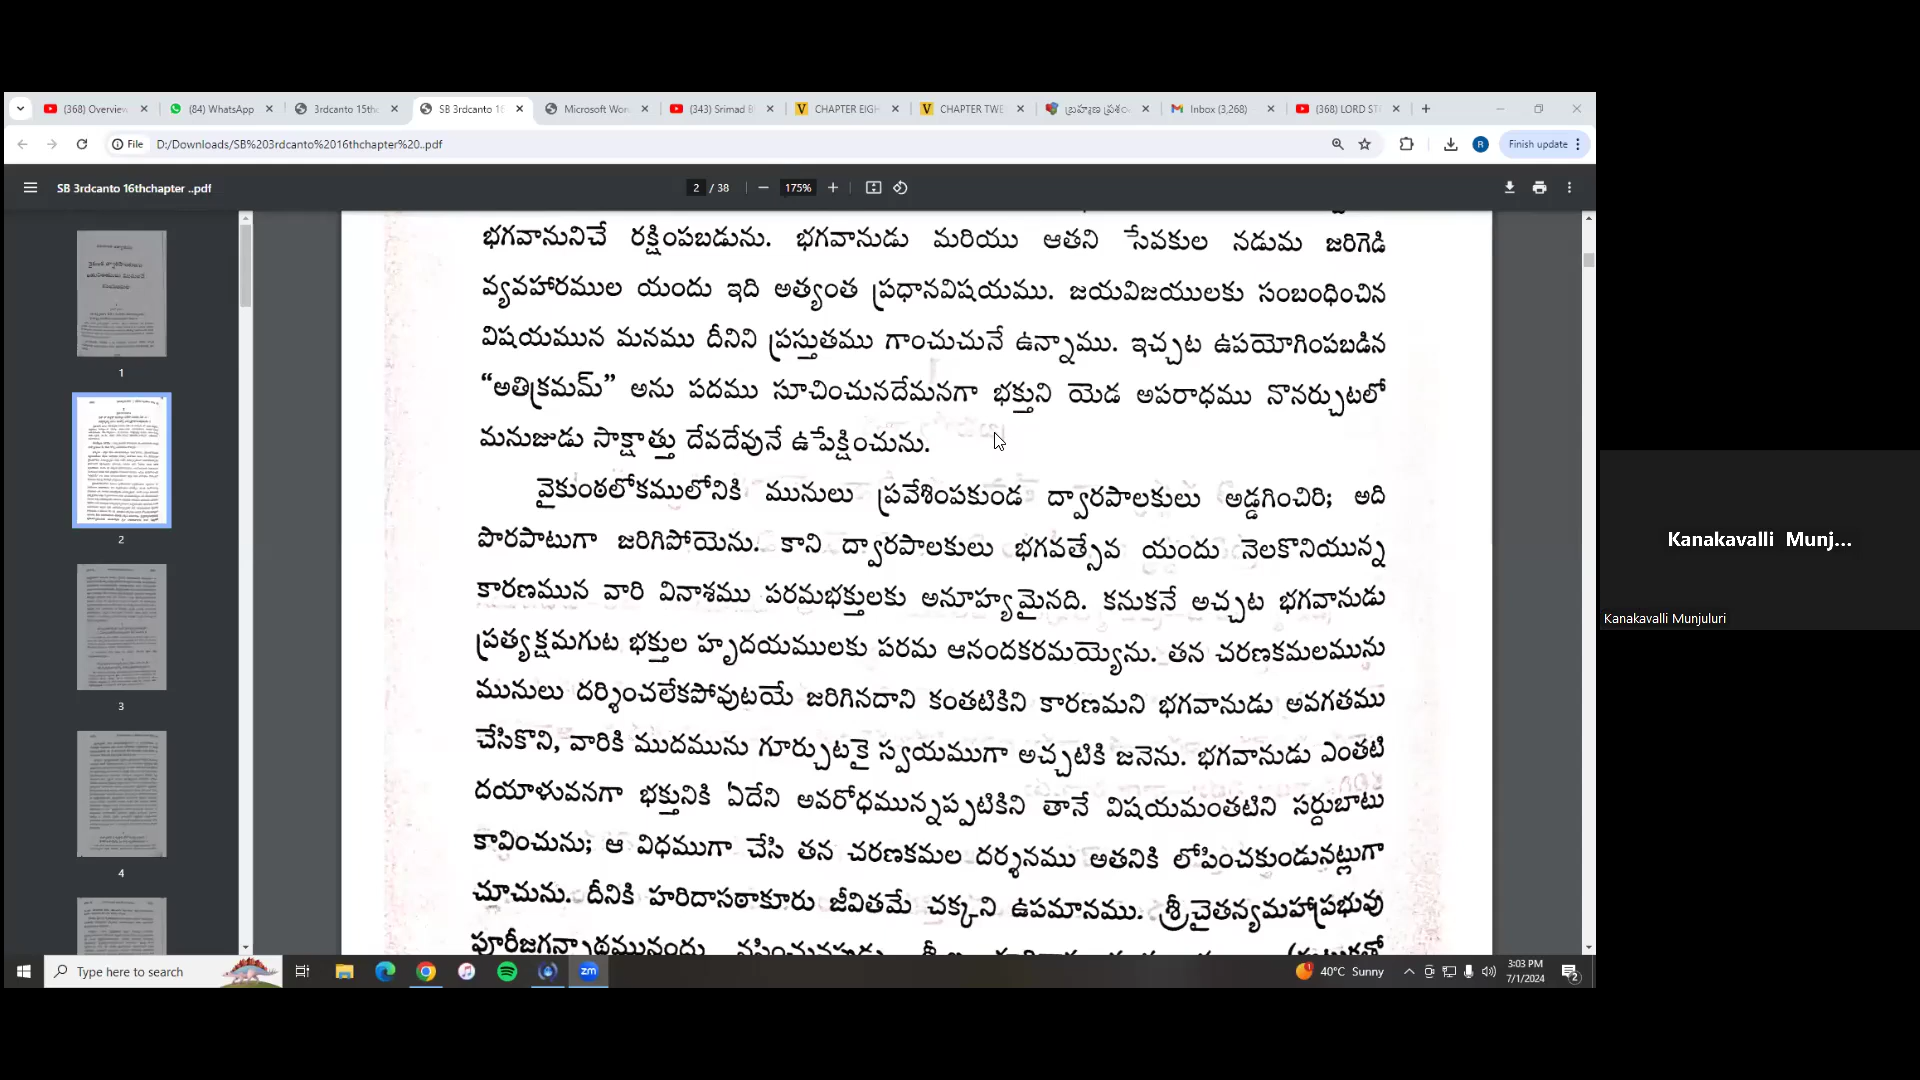 (368) Overview
(84) WhatsApp
3rdcanto 15th
SB 3rdcanto 16
Microsoft Wor
(343) Srimad B
CHAPTER EIGH
CHAPTER TWE
బ్రహ్మణ ప్రశం
Inbox (3,268)
(368) LORD ST
File D:/Downloads/SB%203rdcanto%2016thchapter%20..pdf
Finish update
SB 3rdcanto 16thchapter ..pdf
2 / 38
175%
1
2
3
4
భగవానునిచే రక్షింపబడును. భగవానుడు మరియు ఆతని సేవకుల నడుమ జరిగెడి
వ్యవహారముల యందు ఇది అత్యంత ప్రధానవిషయము. జయవిజయులకు సంబంధించిన
విషయమున మనము దీనిని ప్రస్తుతము గాంచుచునే ఉన్నాము. ఇచ్చట ఉపయోగింపబడిన
“అతిక్రమమ్” అను పదము సూచించునదేమనగా భక్తుని యెడ అపరాధము నొనర్చుటలో
మనుజుడు సాక్షాత్తు దేవదేవునే ఉపేక్షించును.
వైకుంఠలోకములోనికి మునులు ప్రవేశింపకుండ ద్వారపాలకులు అడ్డగించిరి; అది
పొరపాటుగా జరిగిపోయెను. కాని ద్వారపాలకులు భగవత్సేవ యందు నెలకొనియున్న
కారణమున వారి వినాశము పరమభక్తులకు అనూహ్యమైనది. కనుకనే అచ్చట భగవానుడు
ప్రత్యక్షమగుట భక్తుల హృదయములకు పరమ ఆనందకరమయ్యెను. తన చరణకమలమును
మునులు దర్శించలేకపోవుటయే జరిగినదాని కంతటికిని కారణమని భగవానుడు అవగతము
చేసికొని, వారికి ముదమును గూర్చుటకై స్వయముగా అచ్చటికి జనెను. భగవానుడు ఎంతటి
దయాళువనగా భక్తునికి ఏదేని అవరోధమున్నప్పటికిని తానే విషయమంతటిని సర్దుబాటు
కావించును; ఆ విధముగా చేసి తన చరణకమల దర్శనము అతనికి లోపించకుండునట్లుగా
చూచును. దీనికి హరిదాసఠాకూరు జీవితమే చక్కని ఉపమానము. శ్రీచైతన్యమహాప్రభువు
Kanakavalli Munj...
Kanakavalli Munjuluri
Type here to search
40°C Sunny
3:03 PM
7/1/2024